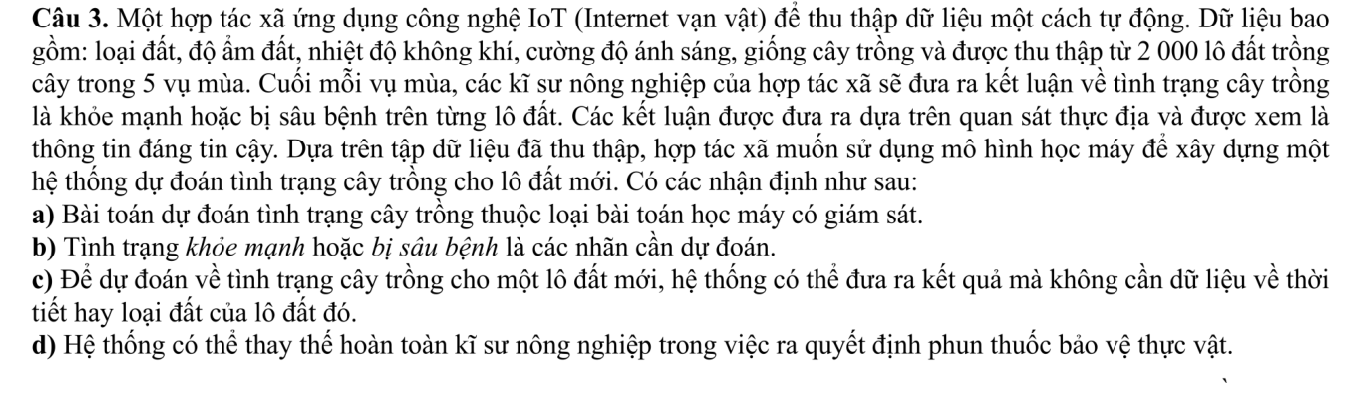 Câu 3. Một hợp tác xã ứng dụng công nghệ IoT (Internet vạn vật) để thu thập dữ liệu một cách tự động. Dữ liệu bao
gồm: loại đất, độ ẩm đất, nhiệt độ không khí, cường độ ánh sáng, giống cây trồng và được thu thập từ 2 000 lô đất trồng
cây trong 5 vụ mùa. Cuối mỗi vụ mùa, các kĩ sư nông nghiệp của hợp tác xã sẽ đưa ra kết luận về tình trạng cây trồng
là khỏe mạnh hoặc bị sâu bệnh trên từng lô đất. Các kết luận được đưa ra dựa trên quan sát thực địa và được xem là
thông tin đáng tin cậy. Dựa trên tập dữ liệu đã thu thập, hợp tác xã muốn sử dụng mô hình học máy để xây dựng một
hệ thống dự đoán tình trạng cây trồng cho lô đất mới. Có các nhận định như sau:
a) Bài toán dự đoán tình trạng cây trồng thuộc loại bài toán học máy có giám sát.
b) Tình trạng khỏe mạnh hoặc bị sâu bệnh là các nhãn cần dự đoán.
c) Để dự đoán về tình trạng cây trồng cho một lô đất mới, hệ thống có thể đưa ra kết quả mà không cần dữ liệu về thời
tiết hay loại đất của lô đất đó.
d) Hệ thống có thể thay thế hoàn toàn kĩ sư nông nghiệp trong việc ra quyết định phun thuốc bảo vệ thực vật.